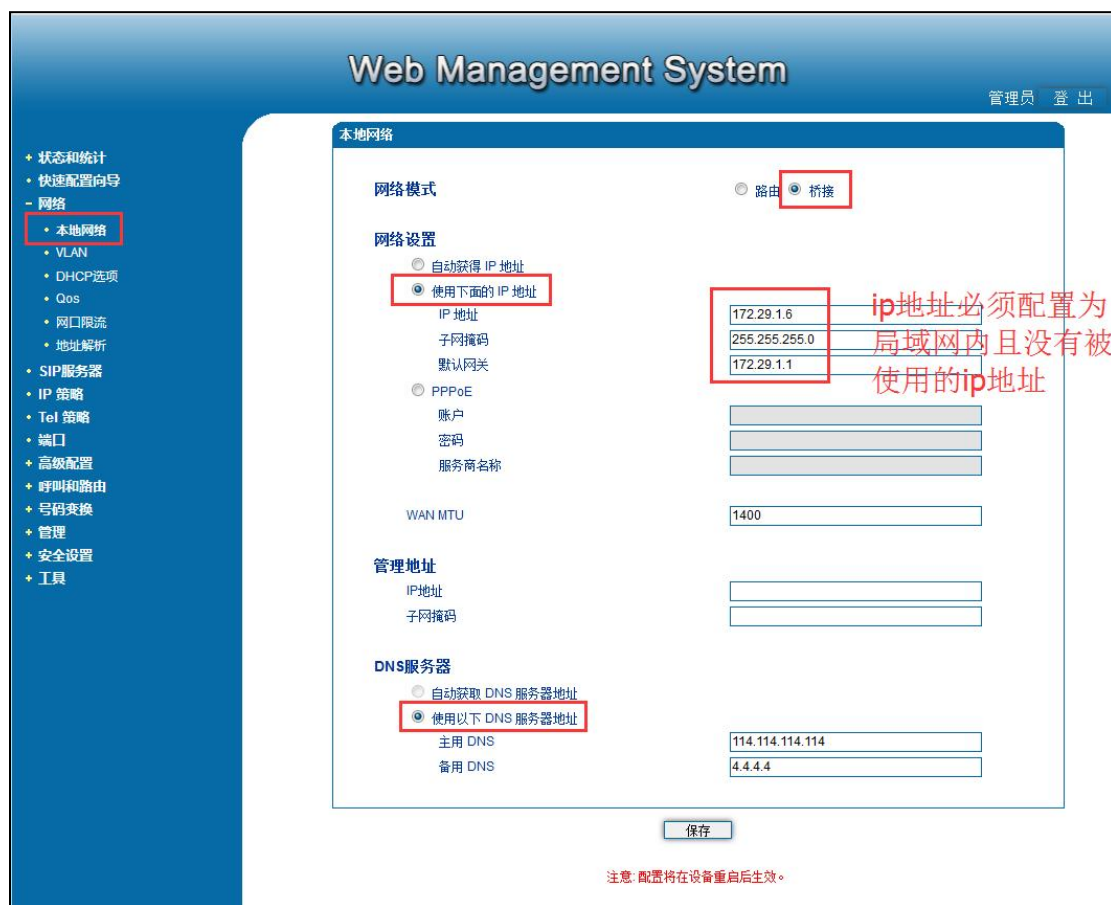 Web Management System
管理员 登出
本地网络
+ 状态和统计
• 快速配置向导
- 网络
• 本地网络
• VLAN
• DHCP选项
• Qos
• 网口限流
• 地址解析
• SIP服务器
• IP 策略
• Tel 策略
• 端口
+ 高级配置
+ 呼叫和路由
+ 号码变换
+ 管理
+ 安全设置
+ 工具
网络模式 路由 桥接
网络设置
自动获得 IP 地址
使用下面的 IP 地址
IP 地址 172.29.1.6
子网掩码 255.255.255.0
默认网关 172.29.1.1
ip地址必须配置为
局域网内且没有被
使用的ip地址
PPPoE
账户
密码
服务商名称
WAN MTU 1400
管理地址
IP地址
子网掩码
DNS服务器
自动获取 DNS 服务器地址
使用以下 DNS 服务器地址
主用 DNS 114.114.114.114
备用 DNS 4.4.4.4
保存
注意: 配置将在设备重启后生效。